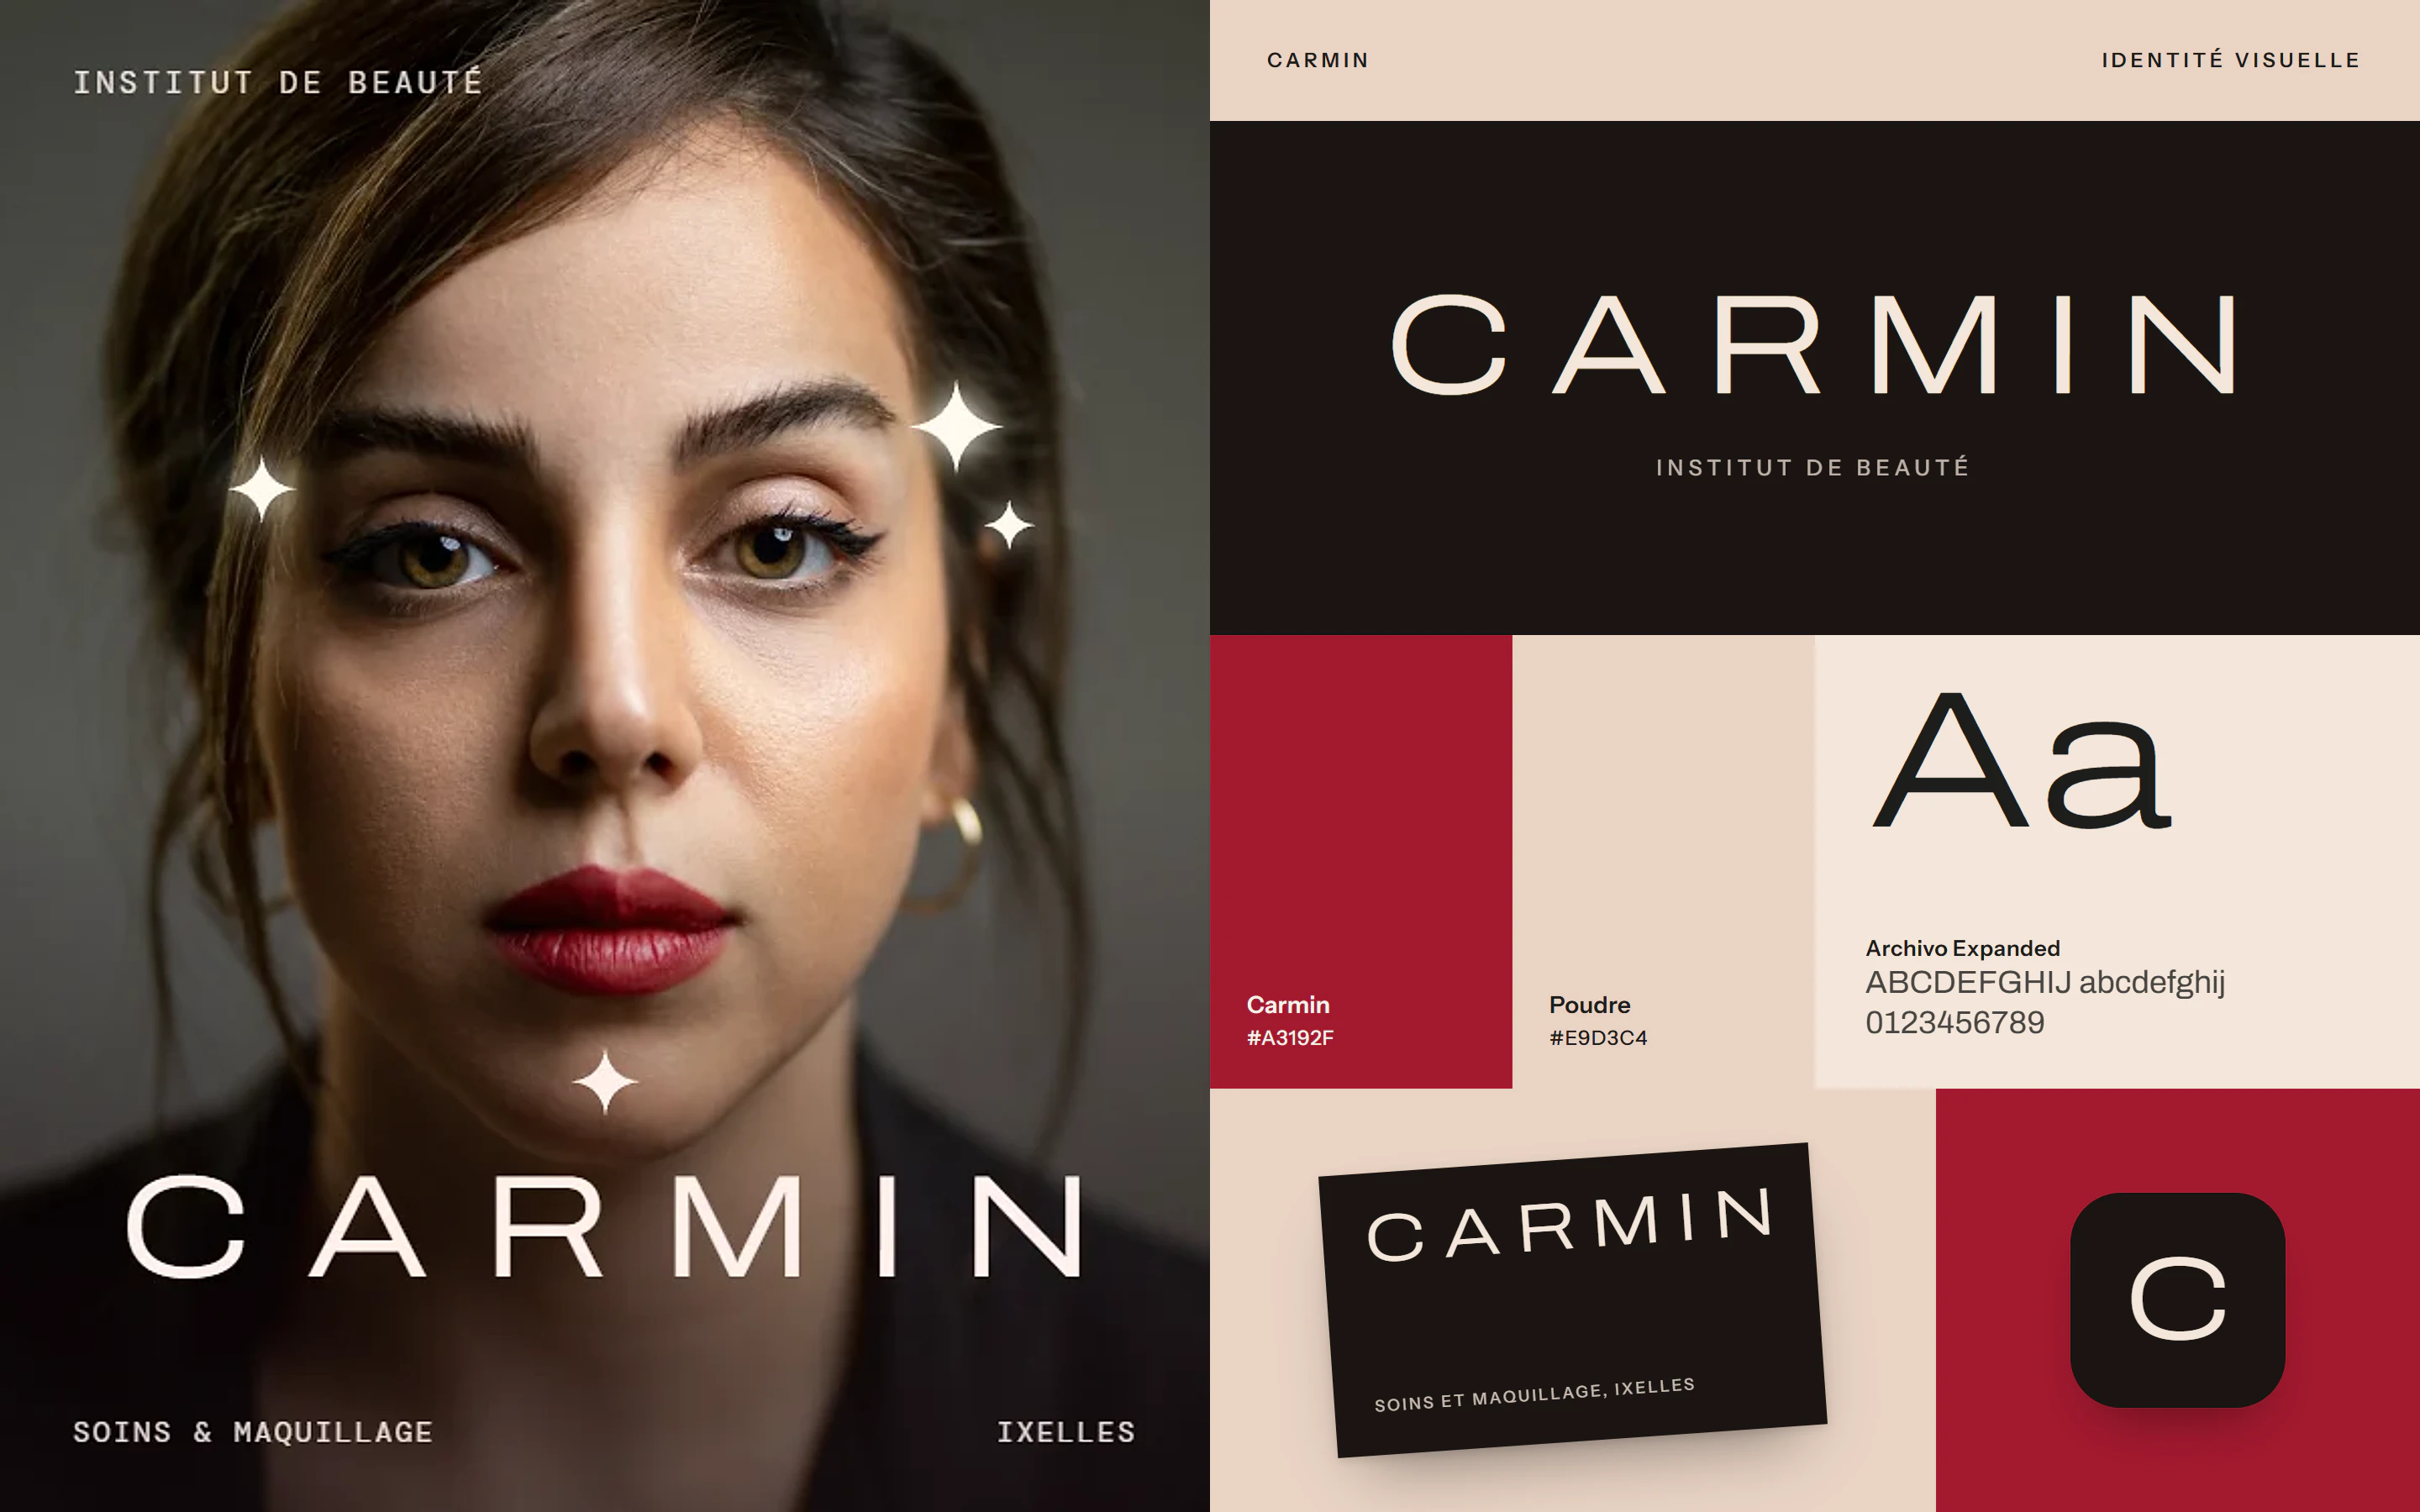 INSTITUT DE BEAUTÉ
CARMIN
SOINS & MAQUILLAGE
IXELLES
CARMIN
IDENTITÉ VISUELLE
CARMIN
INSTITUT DE BEAUTÉ
Carmin
#A3192F
Poudre
#E9D3C4
Aa
Archivo Expanded
ABCDEFGHIJ abcdefghij
0123456789
CARMIN
SOINS ET MAQUILLAGE, IXELLES
C